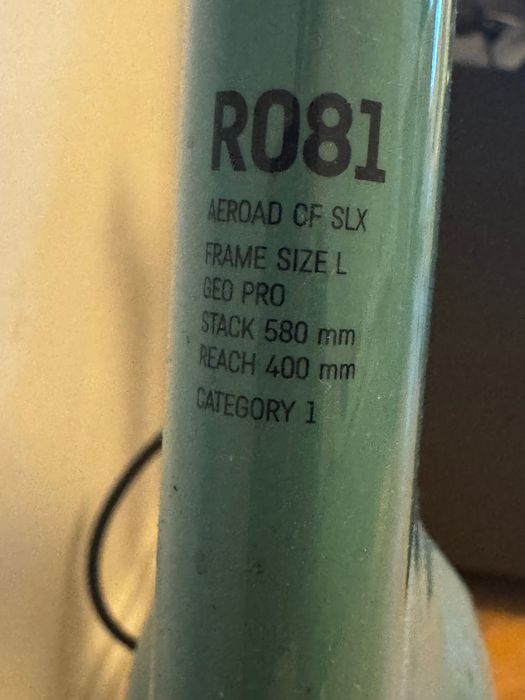 R081
AEROAD CF SLX
FRAME SIZE L
GEO PRO
STACK 580 mm
REACH 400 mm
CATEGORY 1